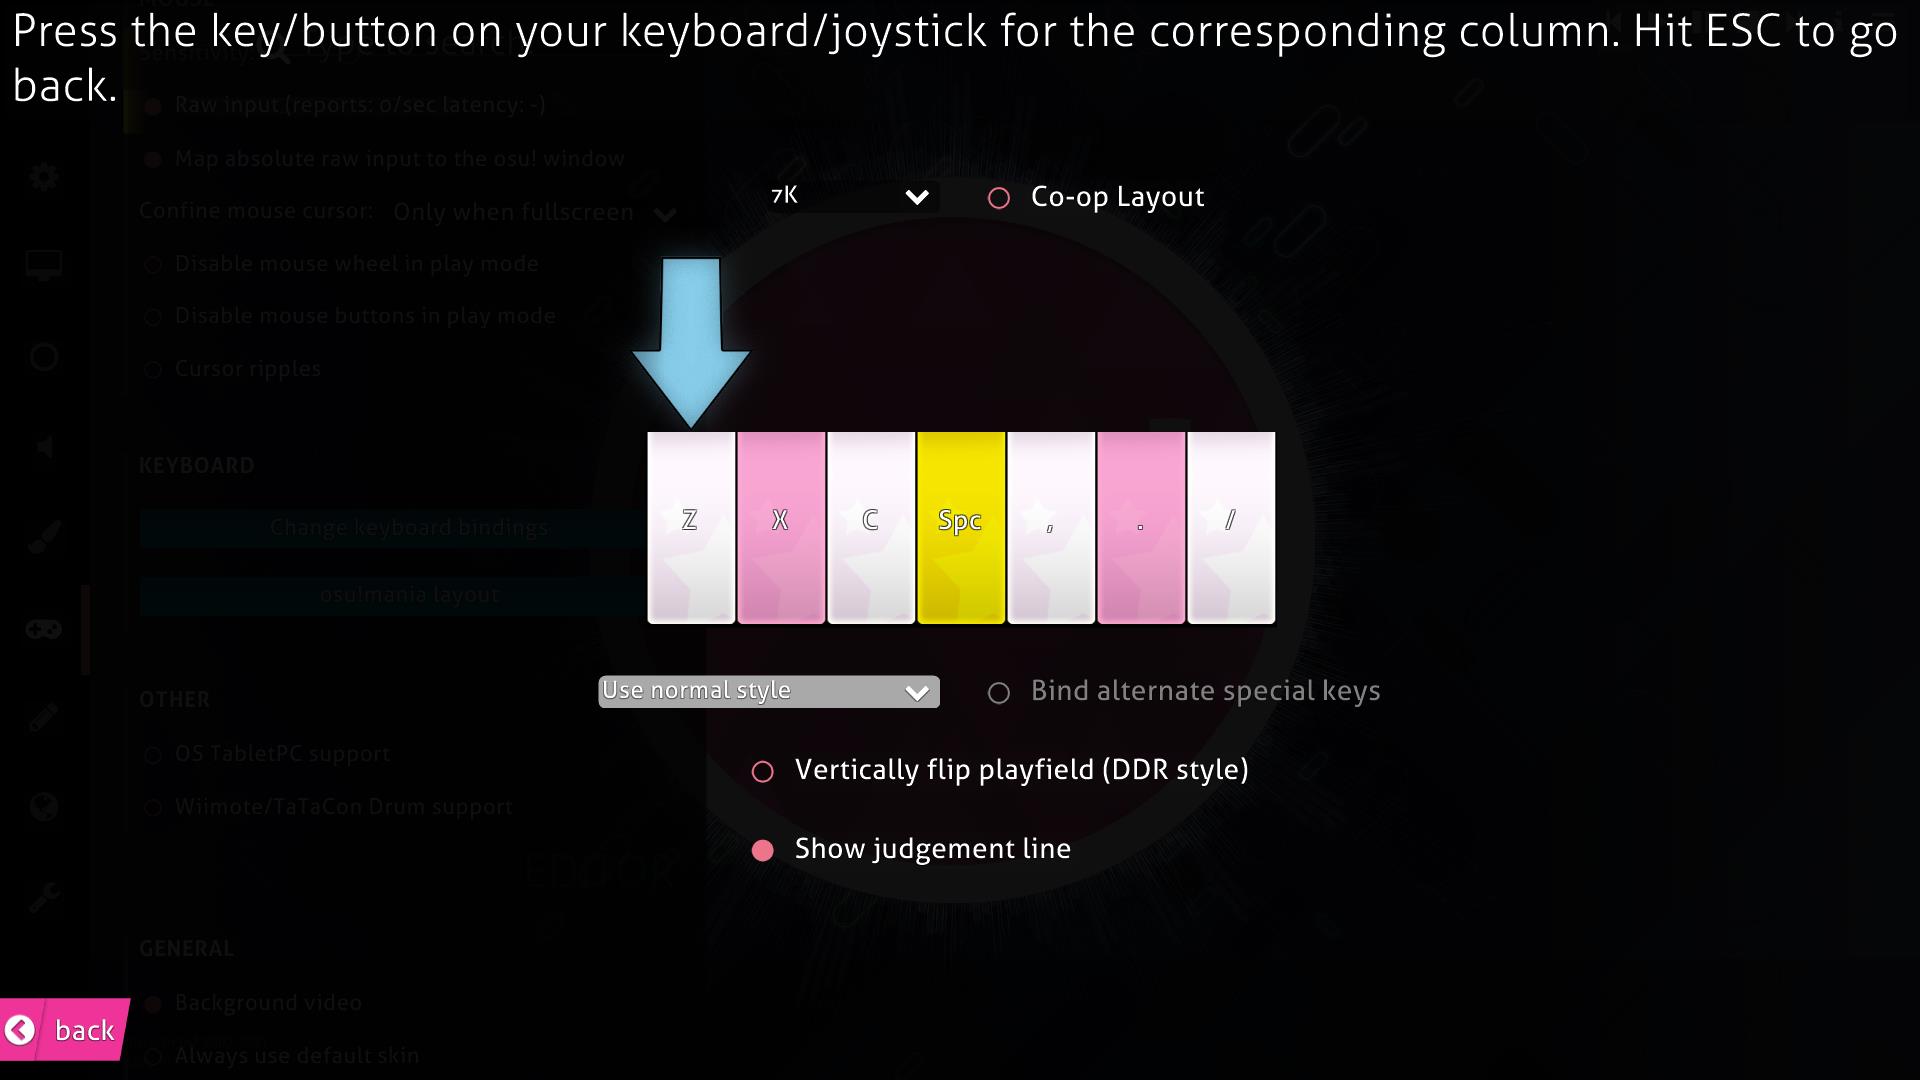 Press the key/button on your keyboard/joystick for the corresponding column. Hit ESC to go
back.
Raw input (reports: 0/sec latency: -)
Map absolute raw input to the osu! window
7K
Co-op Layout
Confine mouse cursor: Only when fullscreen
Disable mouse wheel in play mode
Disable mouse buttons in play mode
Cursor ripples
KEYBOARD
Change keyboard bindings
Z X C Spc , . /
osu!mania layout
Use normal style
Bind alternate special keys
OTHER
OS TabletPC support
Vertically flip playfield (DDR style)
Wiimote/TaTaCon Drum support
Show judgement line
GENERAL
Background video
back
Always use default skin